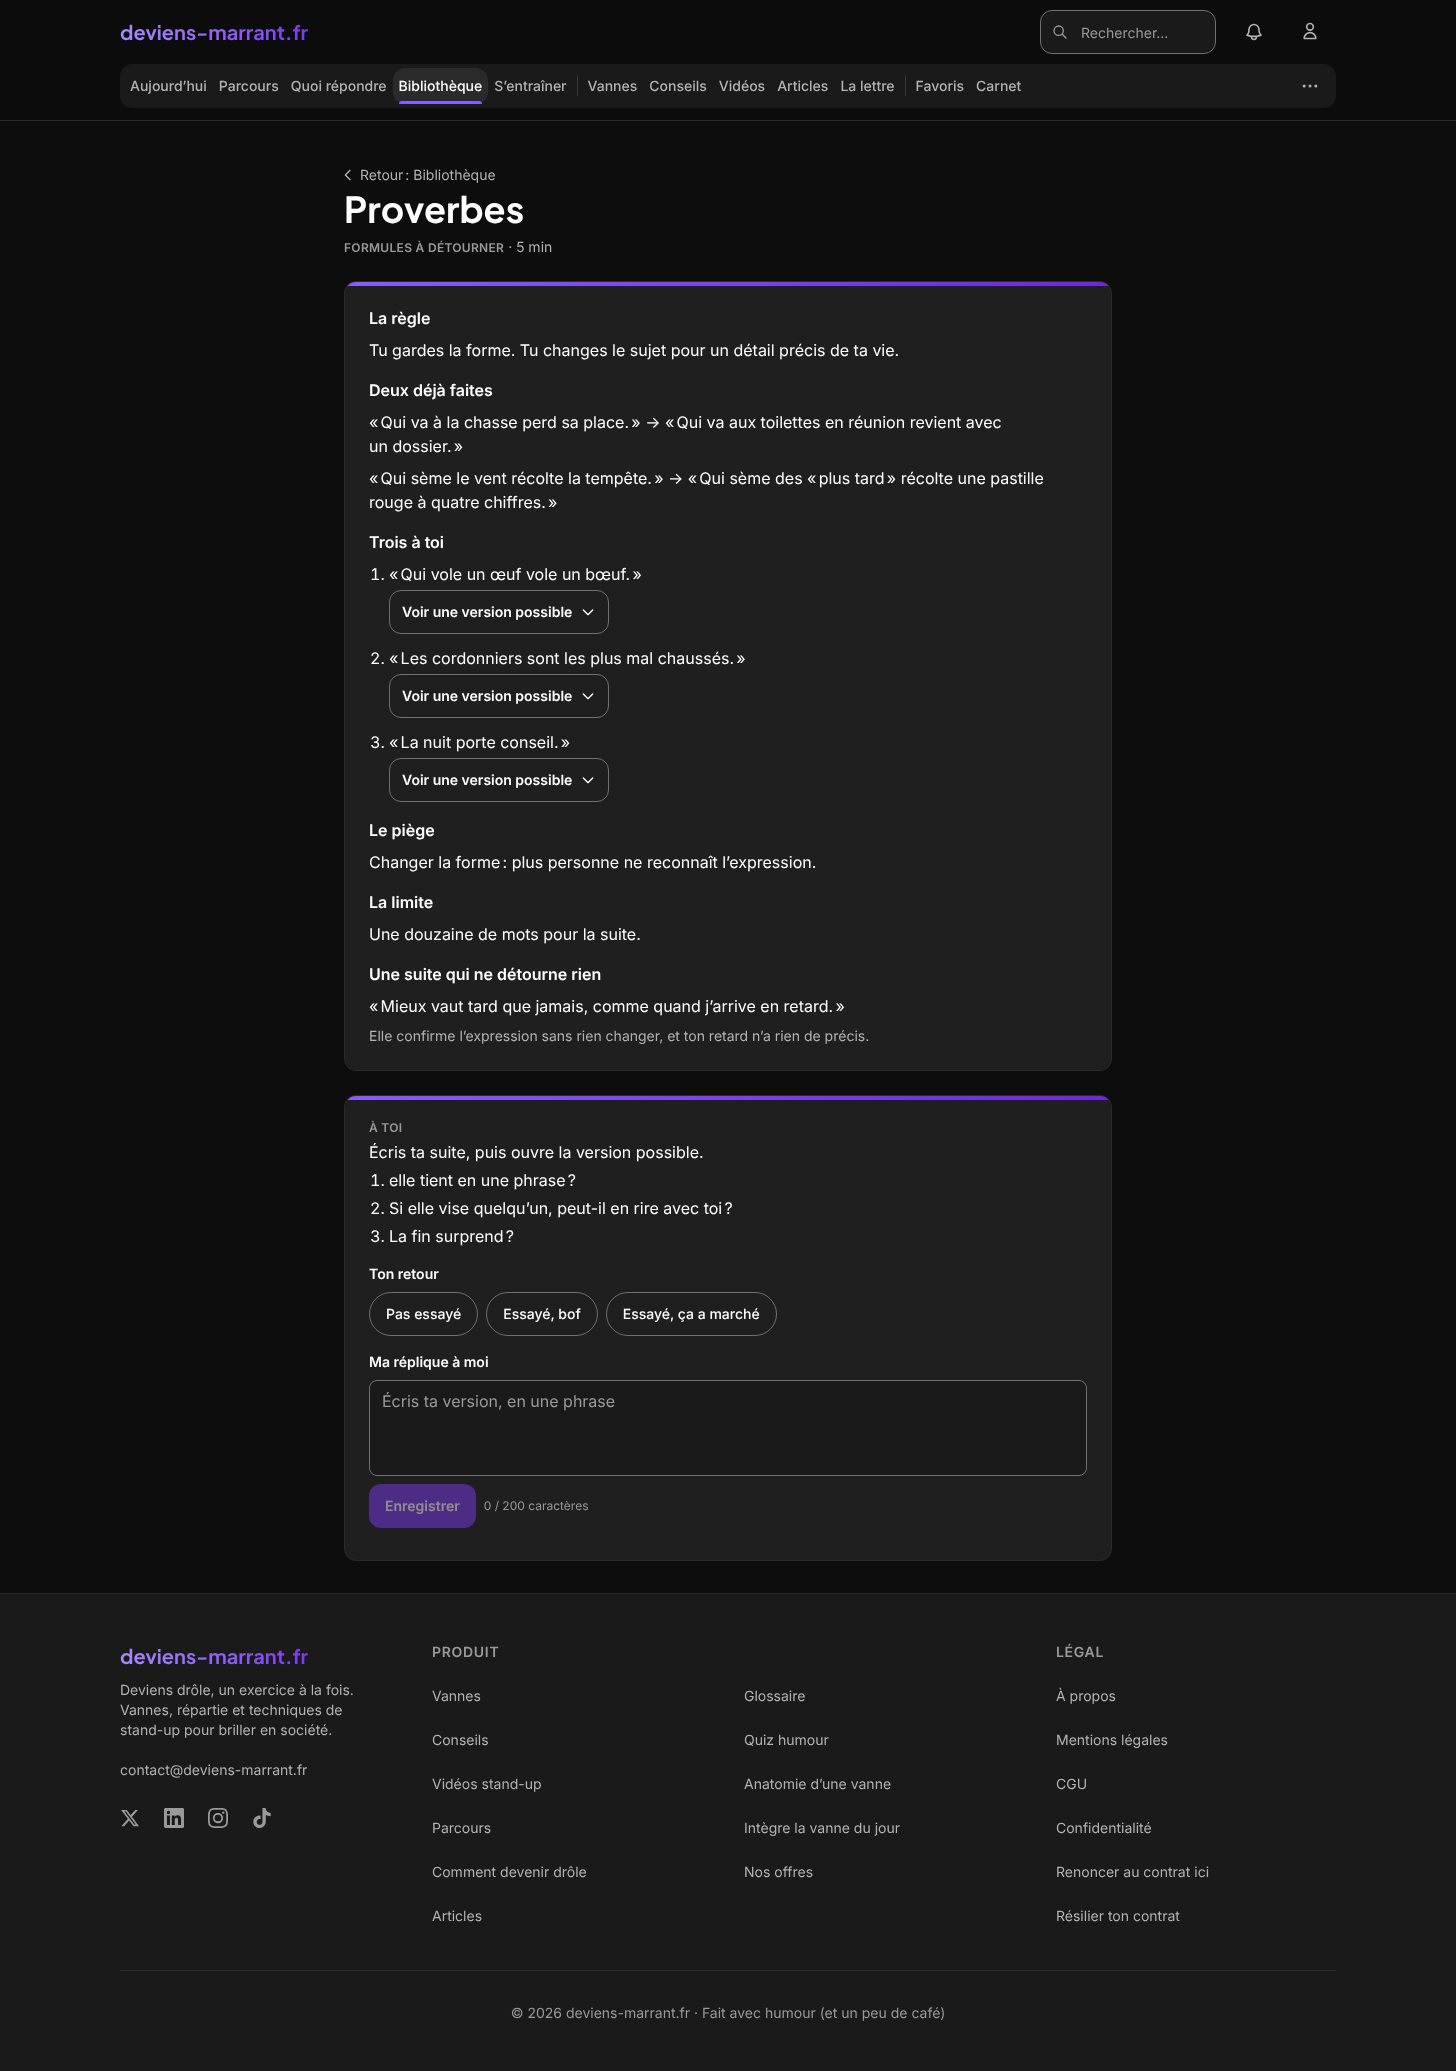 deviens-marrant.fr
Rechercher...
Aujourd’hui Parcours Quoi répondre Bibliothèque S’entraîner Vannes Conseils Vidéos Articles La lettre Favoris Carnet
Retour : Bibliothèque
Proverbes
FORMULES À DÉTOURNER · 5 min
La règle
Tu gardes la forme. Tu changes le sujet pour un détail précis de ta vie.
Deux déjà faites
« Qui va à la chasse perd sa place. » → « Qui va aux toilettes en réunion revient avec
un dossier. »
« Qui sème le vent récolte la tempête. » → « Qui sème des « plus tard » récolte une pastille
rouge à quatre chiffres. »
Trois à toi
1. « Qui vole un œuf vole un bœuf. »
Voir une version possible
2. « Les cordonniers sont les plus mal chaussés. »
Voir une version possible
3. « La nuit porte conseil. »
Voir une version possible
Le piège
Changer la forme : plus personne ne reconnaît l’expression.
La limite
Une douzaine de mots pour la suite.
Une suite qui ne détourne rien
« Mieux vaut tard que jamais, comme quand j’arrive en retard. »
Elle confirme l’expression sans rien changer, et ton retard n’a rien de précis.
À TOI
Écris ta suite, puis ouvre la version possible.
1. elle tient en une phrase ?
2. Si elle vise quelqu’un, peut-il en rire avec toi ?
3. La fin surprend ?
Ton retour
Pas essayé Essayé, bof Essayé, ça a marché
Ma réplique à moi
Écris ta version, en une phrase
Enregistrer 0 / 200 caractères
deviens-marrant.fr
Deviens drôle, un exercice à la fois.
Vannes, répartie et techniques de
stand-up pour briller en société.
contact@deviens-marrant.fr
PRODUIT
Vannes
Conseils
Vidéos stand-up
Parcours
Comment devenir drôle
Articles
Glossaire
Quiz humour
Anatomie d’une vanne
Intègre la vanne du jour
Nos offres
LÉGAL
À propos
Mentions légales
CGU
Confidentialité
Renoncer au contrat ici
Résilier ton contrat
© 2026 deviens-marrant.fr · Fait avec humour (et un peu de café)